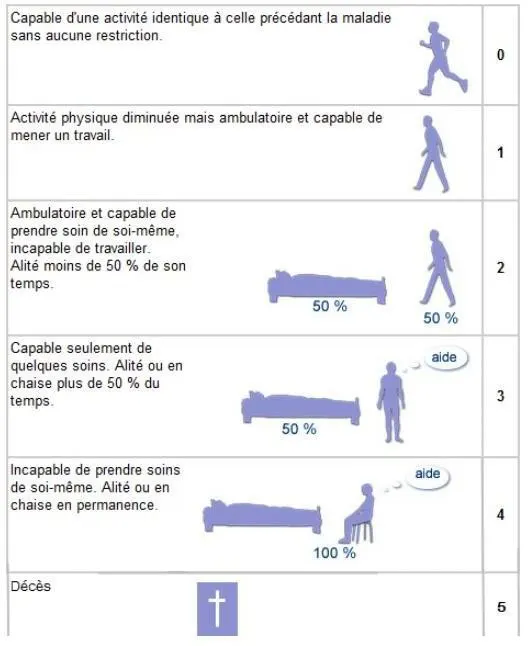 Capable d'une activité identique à celle précédant la maladie
sans aucune restriction.
0
Activité physique diminuée mais ambulatoire et capable de
mener un travail.
1
Ambulatoire et capable de
prendre soin de soi-même,
incapable de travailler.
Alité moins de 50 % de son
temps.
50 %
50 %
2
Capable seulement de
quelques soins. Alité ou en
chaise plus de 50 % du
temps.
aide
50 %
3
Incapable de prendre soins
de soi-même. Alité ou en
chaise en permanence.
aide
100 %
4
Décès
5